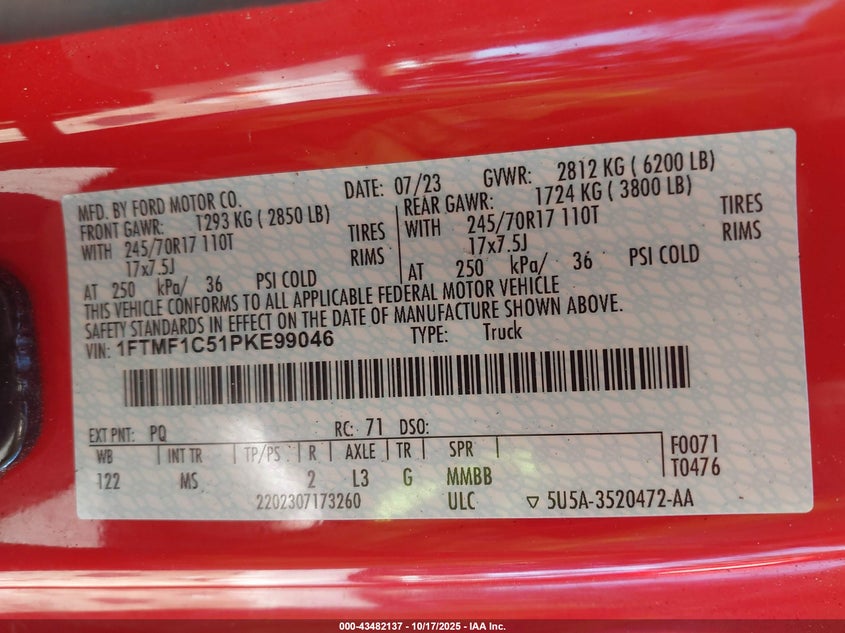 MFD. BY FORD MOTOR CO. DATE: 07/23 GVWR: 2812 KG ( 6200 LB)
FRONT GAWR: 1293 KG ( 2850 LB) REAR GAWR: 1724 KG ( 3800 LB)
WITH 245/70R17 110T TIRES WITH 245/70R17 110T TIRES
17x7.5J RIMS 17x7.5J RIMS
AT 250 kPa/ 36 PSI COLD AT 250 kPa/ 36 PSI COLD
THIS VEHICLE CONFORMS TO ALL APPLICABLE FEDERAL MOTOR VEHICLE
SAFETY STANDARDS IN EFFECT ON THE DATE OF MANUFACTURE SHOWN ABOVE.
VIN: 1FTMF1C51PKE99046 TYPE: Truck
EXT PNT: PQ RC: 71 DSO:
WB INT TR TP/PS R AXLE TR SPR F0071
122 MS 2 L3 G MMBB T0476
2202307173260 ULC ▽ 5U5A-3520472-AA
000-43482137 - 10/17/2025 - IAA Inc.